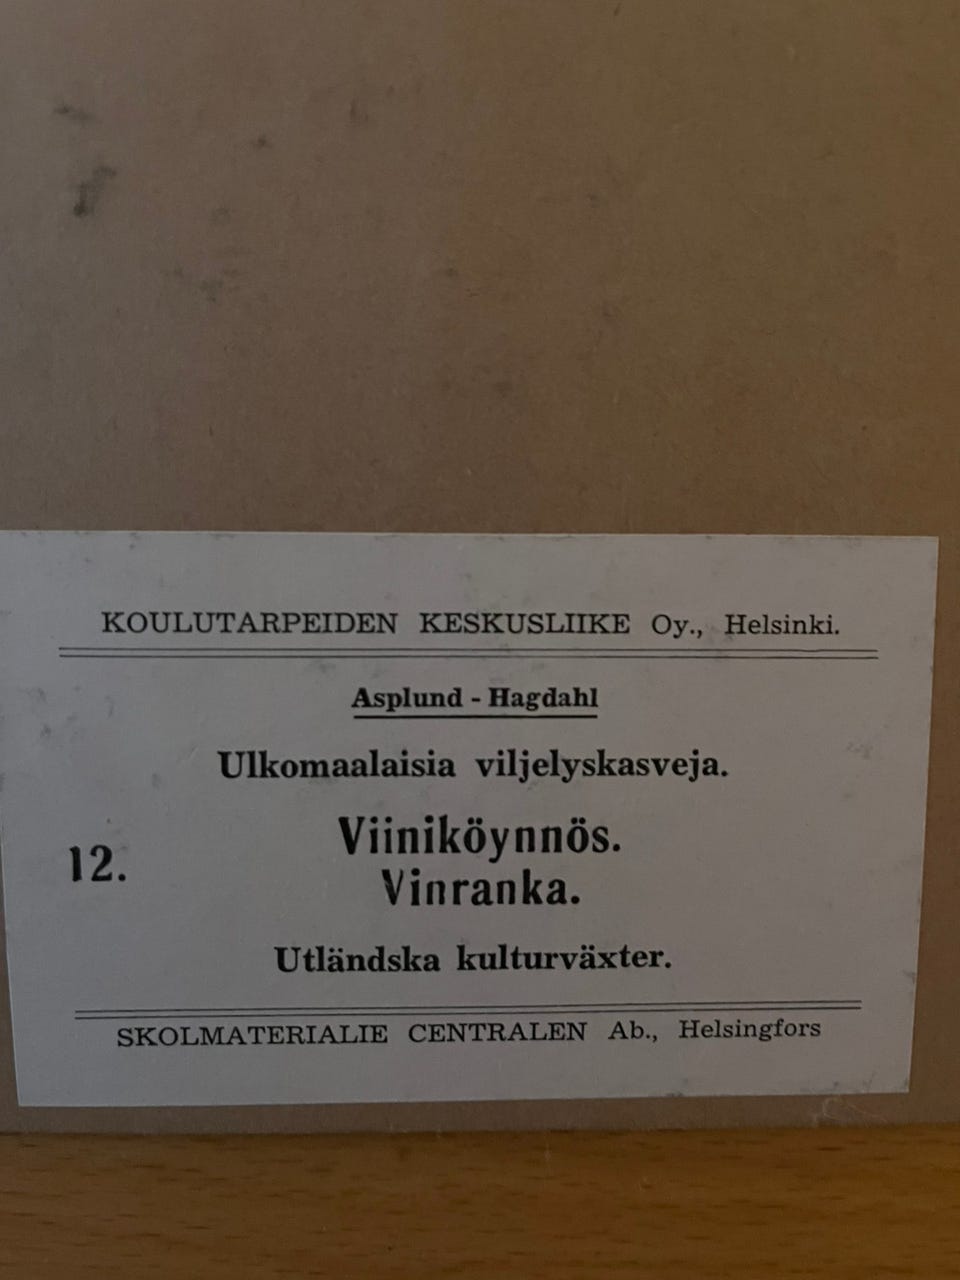 KOULUTARPEIDEN KESKUSLIIKE Oy., Helsinki.
Asplund - Hagdahl
Ulkomaalaisia viljelyskasveja.
12.
Viiniköynnös.
Vinranka.
Utländska kulturväxter.
SKOLMATERIALIE CENTRALEN Ab., Helsingfors